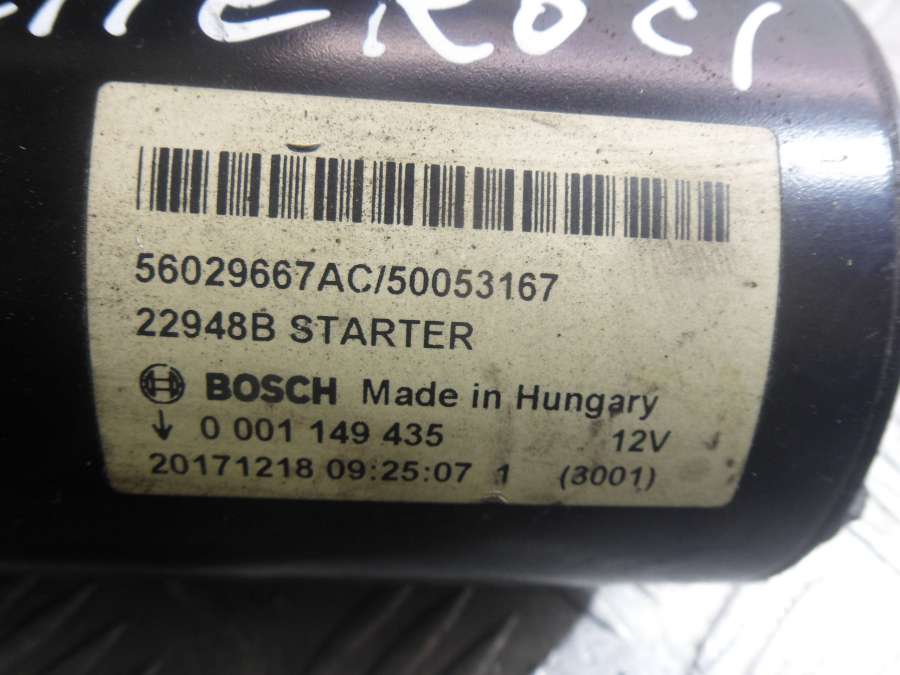 56029667AC/50053167
22948B STARTER
BOSCH Made in Hungary
↓ 0 001 149 435 12V
20171218 09:25:07 1 (3001)